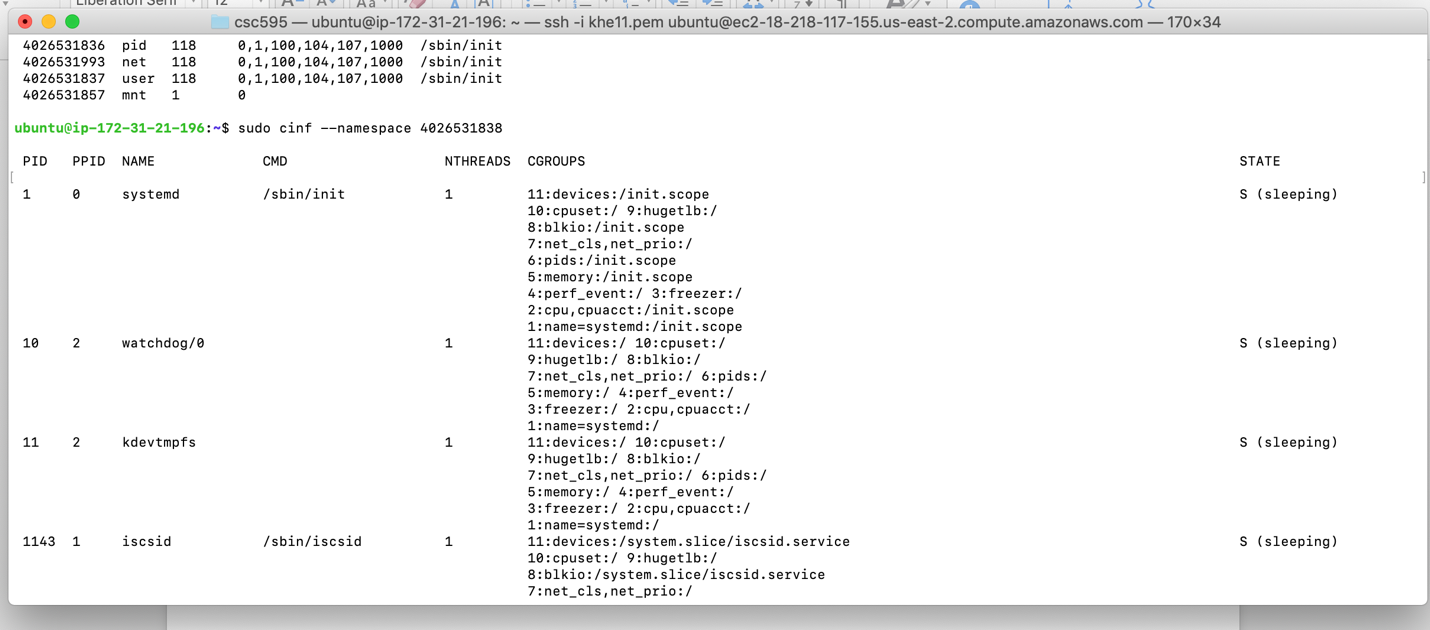 Liberation Serif 12
csc595 — ubuntu@ip-172-31-21-196: ~ — ssh -i khe11.pem ubuntu@ec2-18-218-117-155.us-east-2.compute.amazonaws.com — 170×34
4026531836 pid 118 0,1,100,104,107,1000 /sbin/init
4026531993 net 118 0,1,100,104,107,1000 /sbin/init
4026531837 user 118 0,1,100,104,107,1000 /sbin/init
4026531857 mnt 1 0
ubuntu@ip-172-31-21-196:~$ sudo cinf --namespace 4026531838
PID PPID NAME CMD NTHREADS CGROUPS STATE
1 0 systemd /sbin/init 1 11:devices:/init.scope S (sleeping)
10:cpuset:/ 9:hugetlb:/
8:blkio:/init.scope
7:net_cls,net_prio:/
6:pids:/init.scope
5:memory:/init.scope
4:perf_event:/ 3:freezer:/
2:cpu,cpuacct:/init.scope
1:name=systemd:/init.scope
10 2 watchdog/0 1 11:devices:/ 10:cpuset:/ S (sleeping)
9:hugetlb:/ 8:blkio:/
7:net_cls,net_prio:/ 6:pids:/
5:memory:/ 4:perf_event:/
3:freezer:/ 2:cpu,cpuacct:/
1:name=systemd:/
11 2 kdevtmpfs 1 11:devices:/ 10:cpuset:/ S (sleeping)
9:hugetlb:/ 8:blkio:/
7:net_cls,net_prio:/ 6:pids:/
5:memory:/ 4:perf_event:/
3:freezer:/ 2:cpu,cpuacct:/
1:name=systemd:/
1143 1 iscsid /sbin/iscsid 1 11:devices:/system.slice/iscsid.service S (sleeping)
10:cpuset:/ 9:hugetlb:/
8:blkio:/system.slice/iscsid.service
7:net_cls,net_prio:/